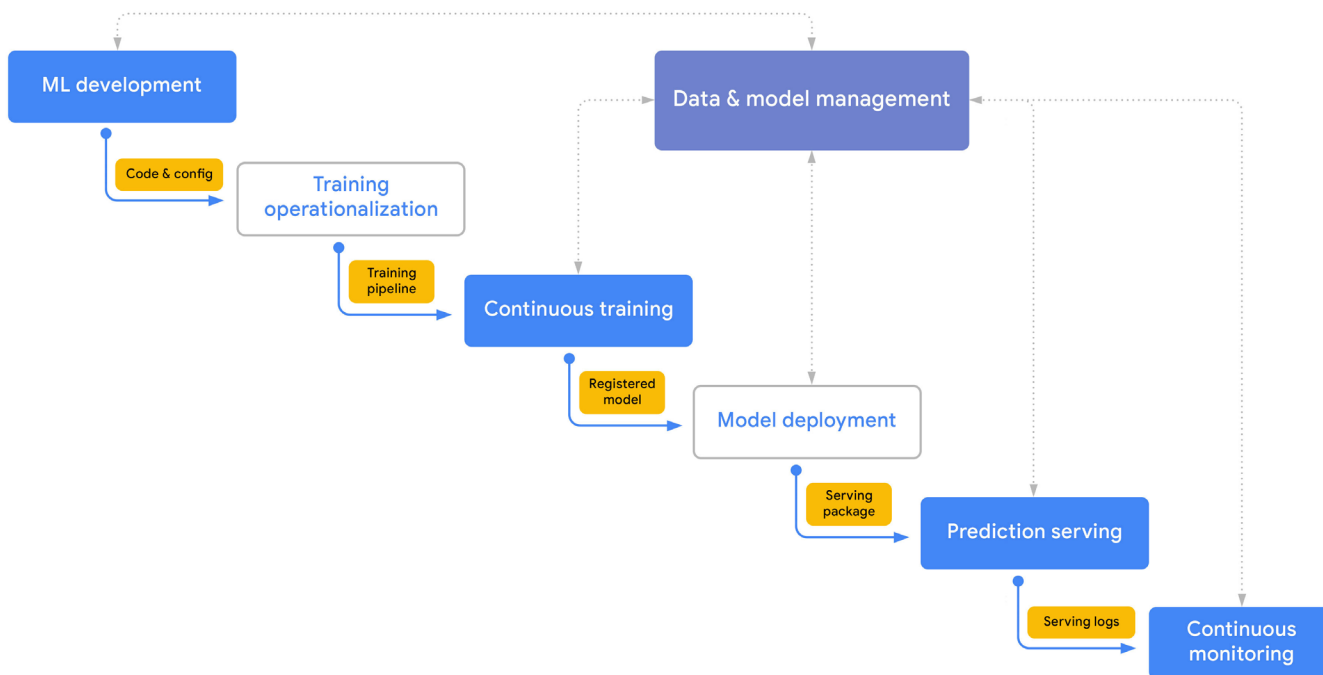 ML development
Data & model management
Code & config
Training
operationalization
Training
pipeline
Continuous training
Registered
model
Model deployment
Serving
package
Prediction serving
Serving logs
Continuous
monitoring